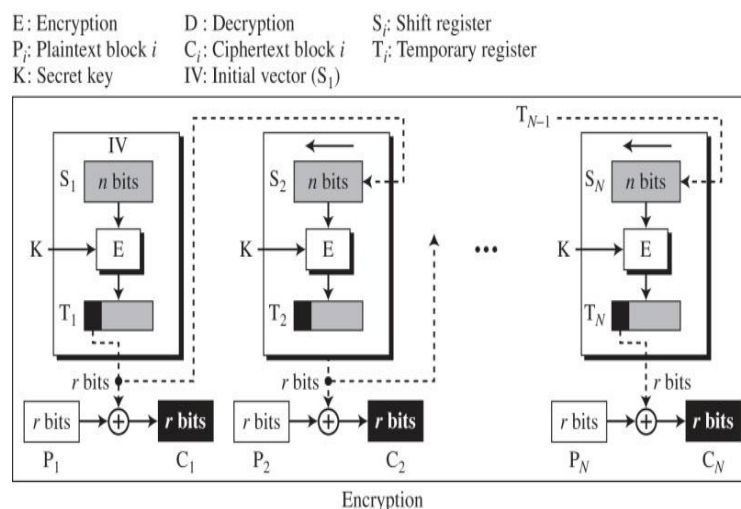 E : Encryption D : Decryption Sᵢ: Shift register
Pᵢ: Plaintext block i Cᵢ: Ciphertext block i Tᵢ: Temporary register
K: Secret key IV: Initial vector (S₁)
IV
S₁ n bits
K E
T₁
r bits
r bits + r bits
P₁ C₁
S₂ n bits
K E
T₂
r bits
r bits + r bits
P₂ C₂
•••
T_N–1
S_N n bits
K E
T_N
r bits
r bits + r bits
P_N C_N
Encryption